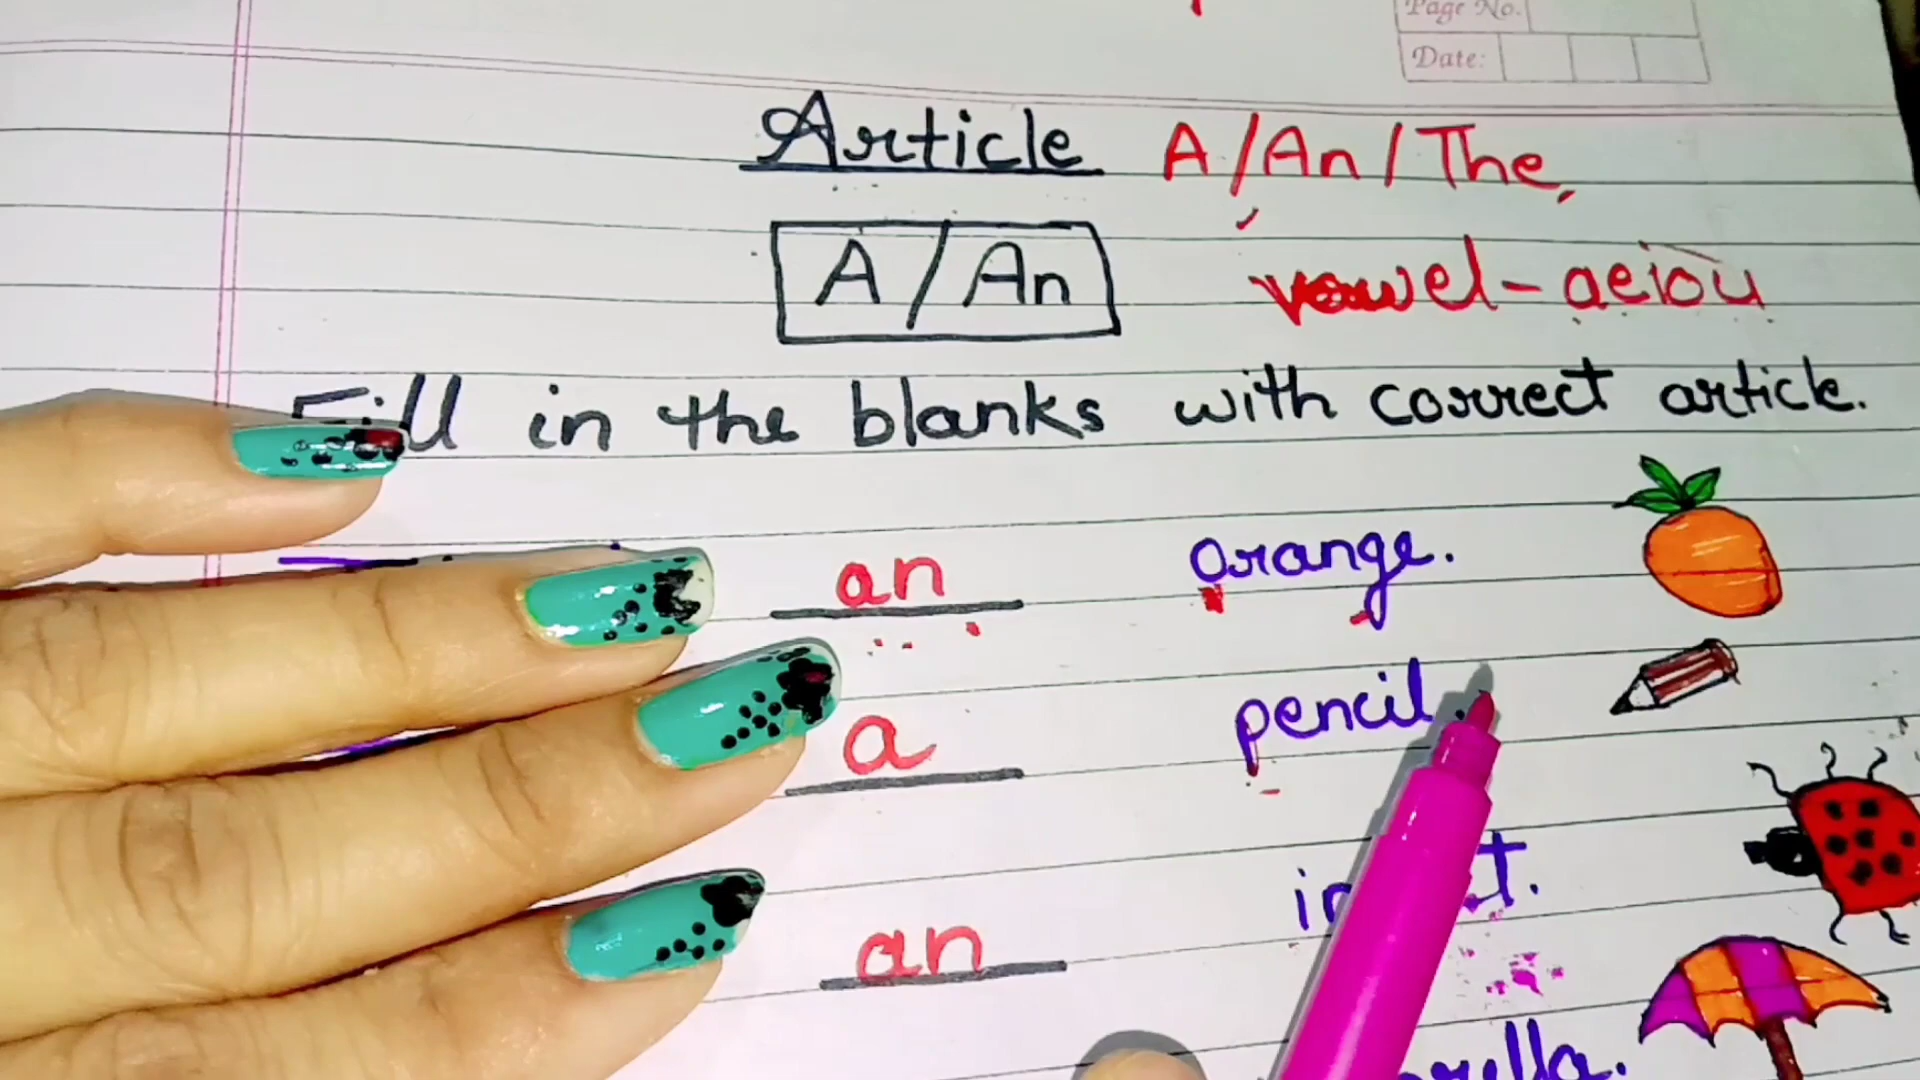 Page No.
Date:
Article A/An/The
A/An
vowel-aeiou
Fill in the blanks with correct article.
an orange.
a pencil.
an